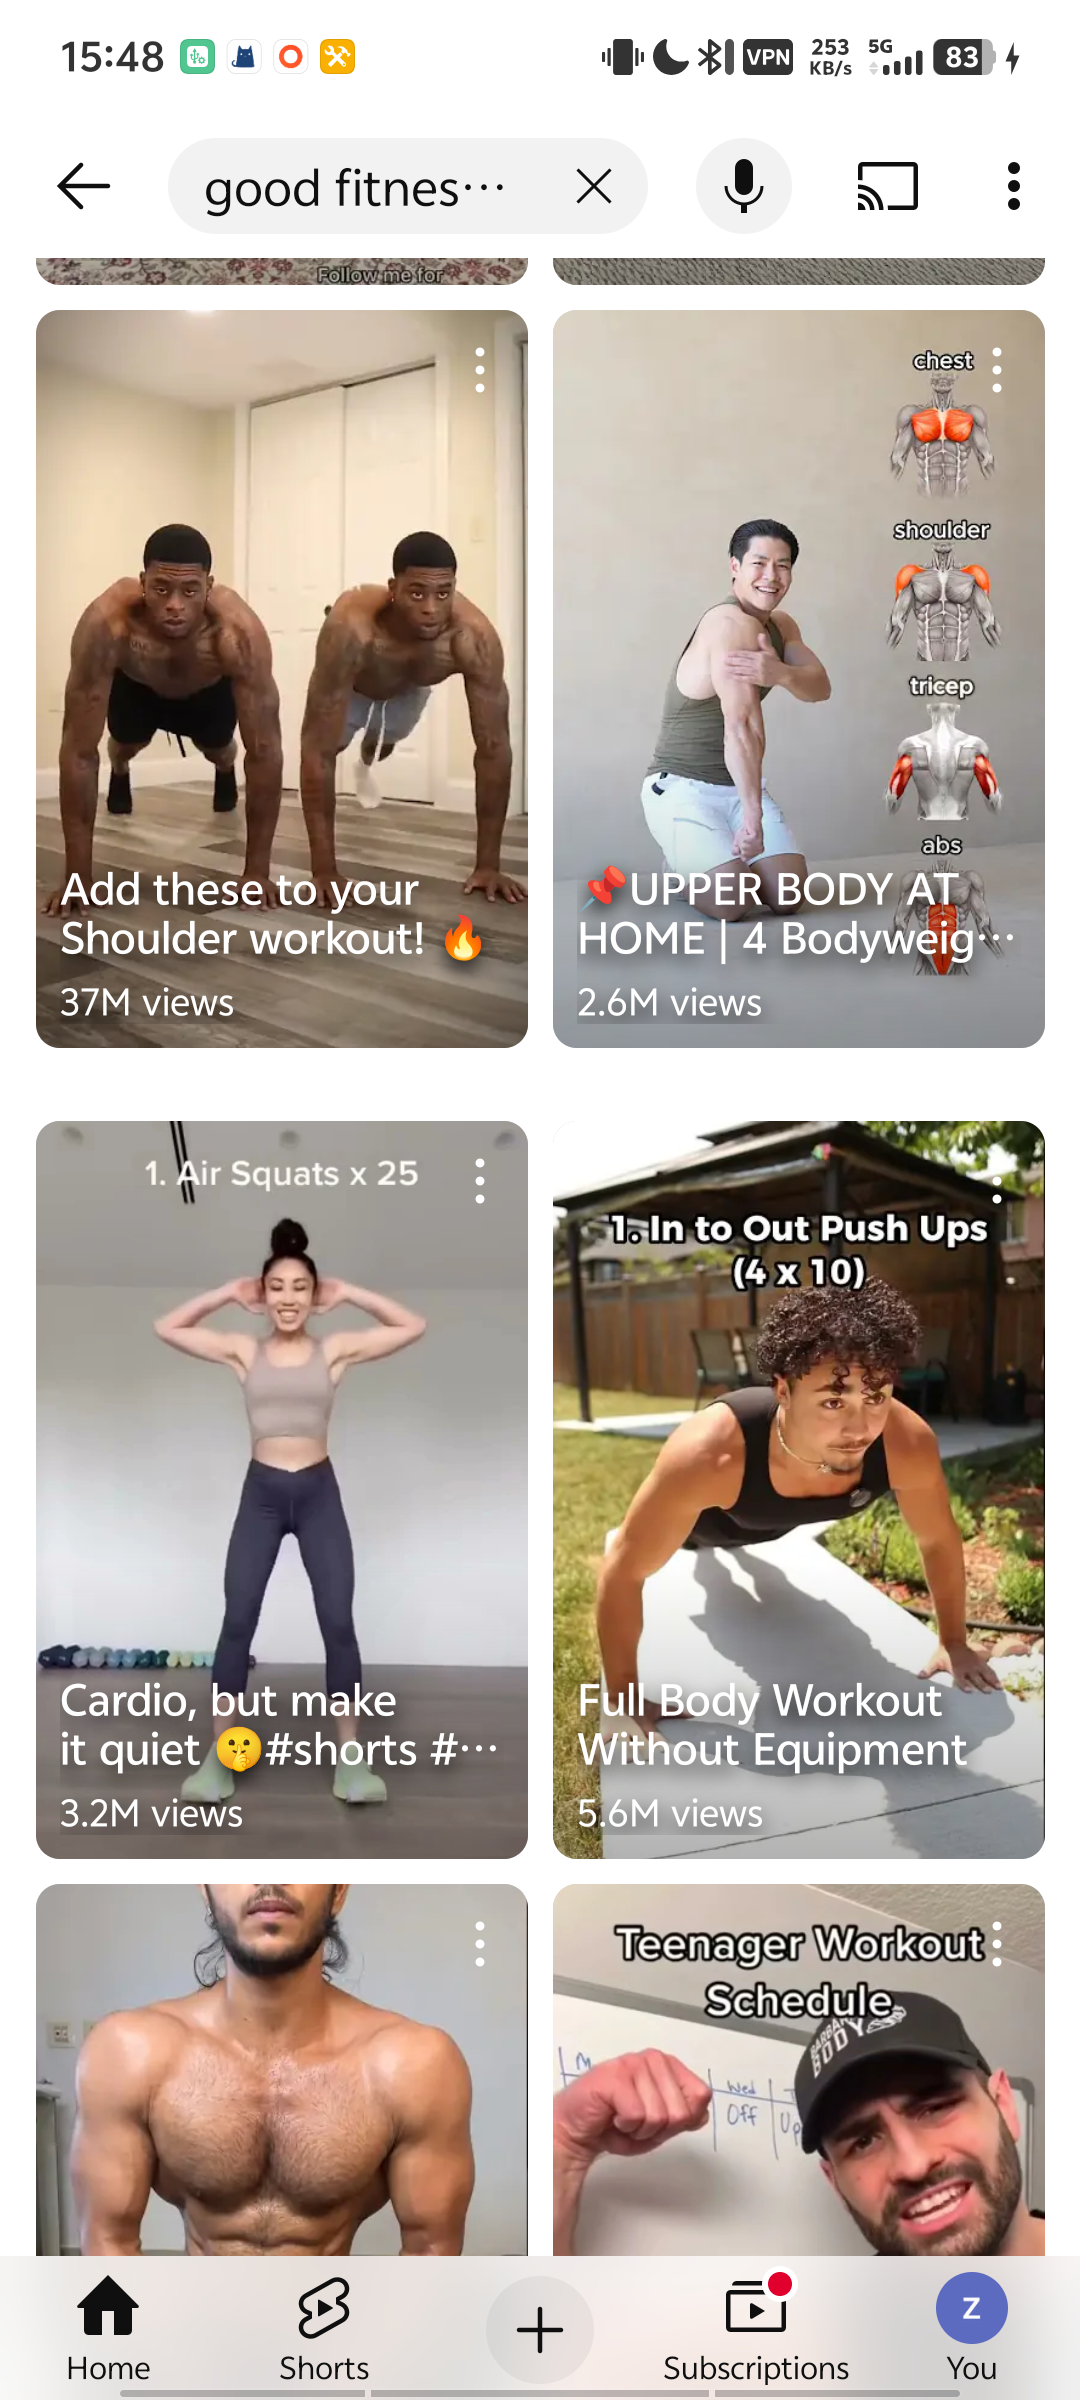 15:48
VPN
253
KB/s
5G
83
good fitnes···
Follow me for
chest
shoulder
tricep
abs
Add these to your
Shoulder workout! 🔥
37M views
📌UPPER BODY AT
HOME | 4 Bodyweig···
2.6M views
1. Air Squats x 25
Cardio, but make
it quiet 🤫#shorts #···
3.2M views
1. In to Out Push Ups
(4 x 10)
Full Body Workout
Without Equipment
5.6M views
Teenager Workout
Schedule
BODY
M
Wed
Off
Up
Home
Shorts
Subscriptions
Z
You